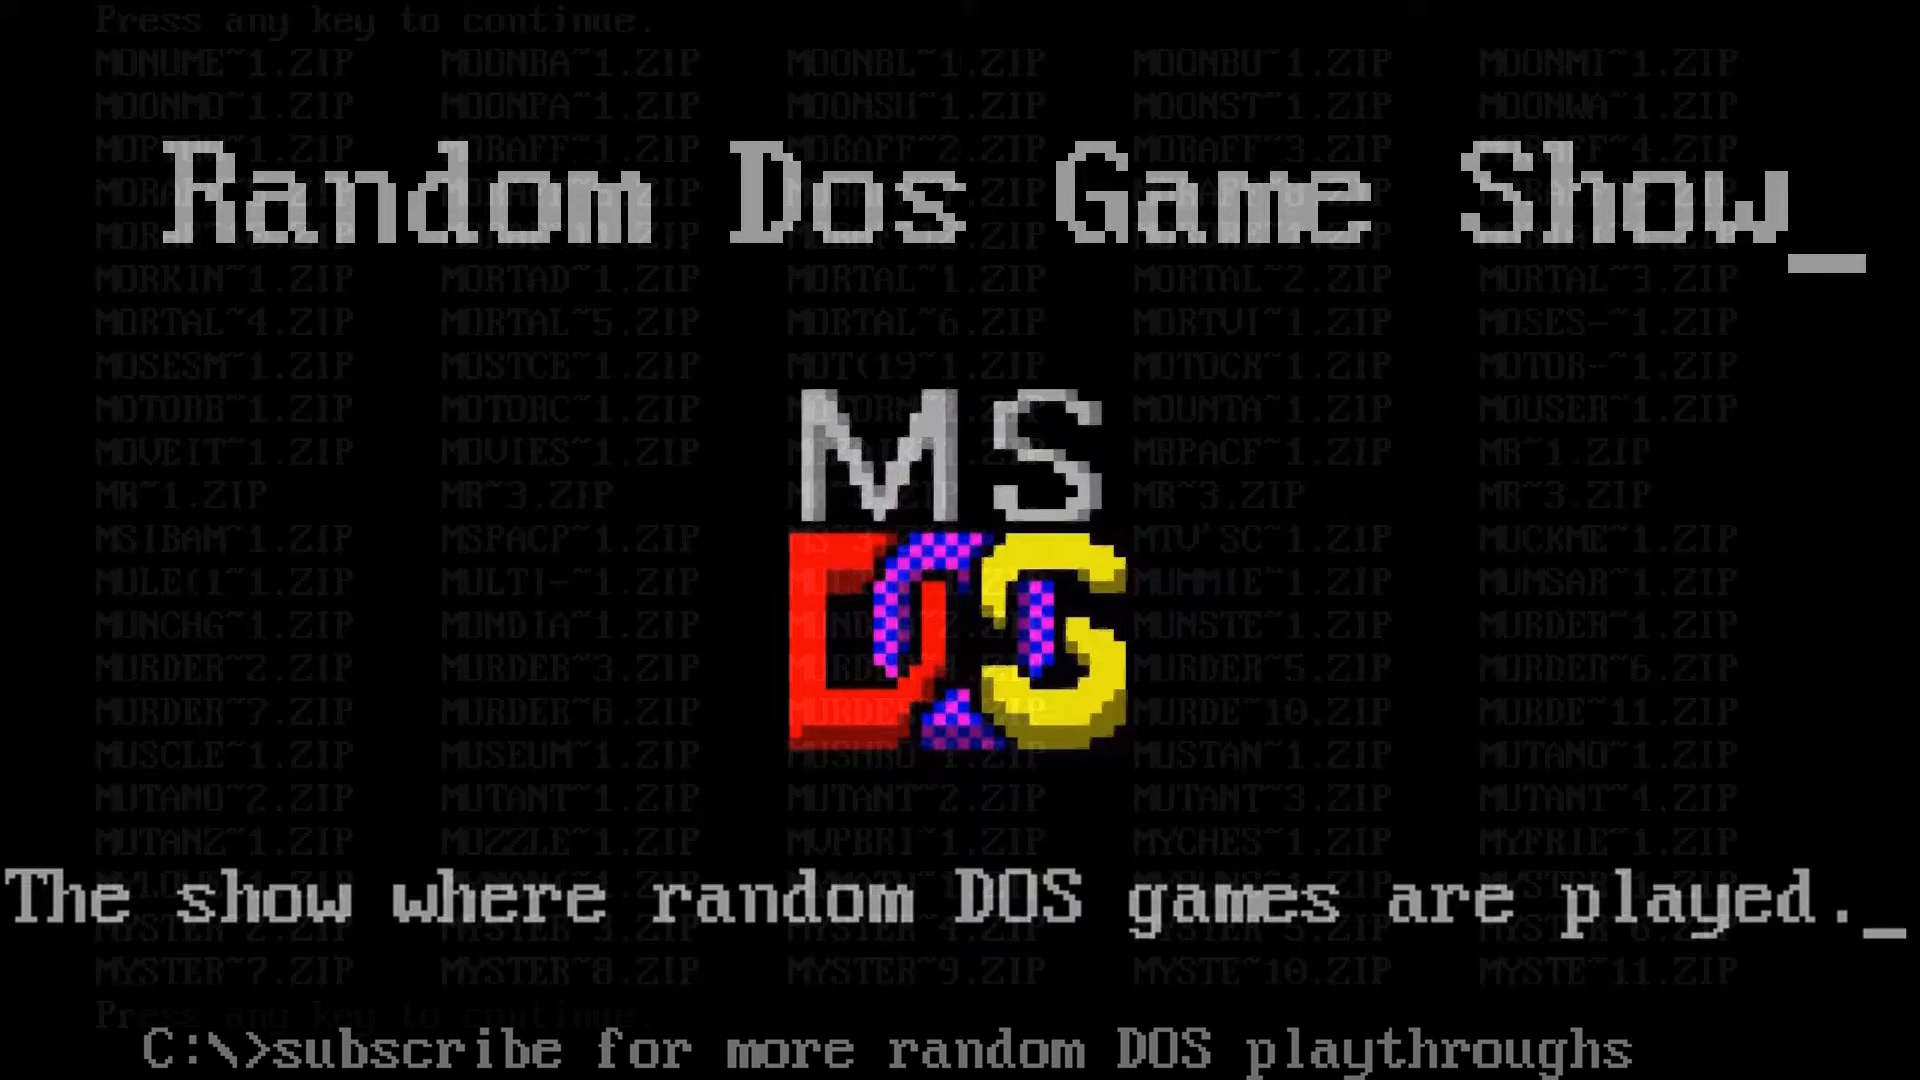 Press any key to continue.
MONUME~1.ZIP MOONBA~1.ZIP MOONBL~1.ZIP MOONBU~1.ZIP MOONMI~1.ZIP
MOONMO~1.ZIP MOONPA~1.ZIP MOONSH~1.ZIP MOONST~1.ZIP MOONWA~1.ZIP
Random Dos Game Show_
MORKIN~1.ZIP MORTAD~1.ZIP MORTAL~1.ZIP MORTAL~2.ZIP MORTAL~3.ZIP
MORTAL~4.ZIP MORTAL~5.ZIP MORTAL~6.ZIP MORTVI~1.ZIP MOSES-~1.ZIP
MOSESM~1.ZIP MOSTCE~1.ZIP MOT(19~1.ZIP MOTOCR~1.ZIP MOTOR-~1.ZIP
MOTORB~1.ZIP MOTORC~1.ZIP MOUNTA~1.ZIP MOUSER~1.ZIP
MS
MOVEIT~1.ZIP MOVIES~1.ZIP MRPACF~1.ZIP MR~1.ZIP
MR~1.ZIP MR~3.ZIP MR~3.ZIP MR~3.ZIP
MSIBAM~1.ZIP MSPACP~1.ZIP MTV'SC~1.ZIP MUCKME~1.ZIP
DOS
MULE(1~1.ZIP MULTI-~1.ZIP MUMMIE~1.ZIP MUMSAR~1.ZIP
MUNCHG~1.ZIP MUNDIA~1.ZIP MUNSTE~1.ZIP MURDER~1.ZIP
MURDER~2.ZIP MURDER~3.ZIP MURDER~5.ZIP MURDER~6.ZIP
MURDER~7.ZIP MURDER~8.ZIP MURDE~10.ZIP MURDE~11.ZIP
MUSCLE~1.ZIP MUSEUM~1.ZIP MUSTAN~1.ZIP MUTANO~1.ZIP
MUTANO~2.ZIP MUTANT~1.ZIP MUTANT~2.ZIP MUTANT~3.ZIP MUTANT~4.ZIP
MUTANZ~1.ZIP MUZZLE~1.ZIP MVPBRI~1.ZIP MYCHES~1.ZIP MYFRIE~1.ZIP
The show where random DOS games are played._
MYSTER~7.ZIP MYSTER~8.ZIP MYSTER~9.ZIP MYSTE~10.ZIP MYSTE~11.ZIP
Press any key to continue.
C:\>subscribe for more random DOS playthroughs